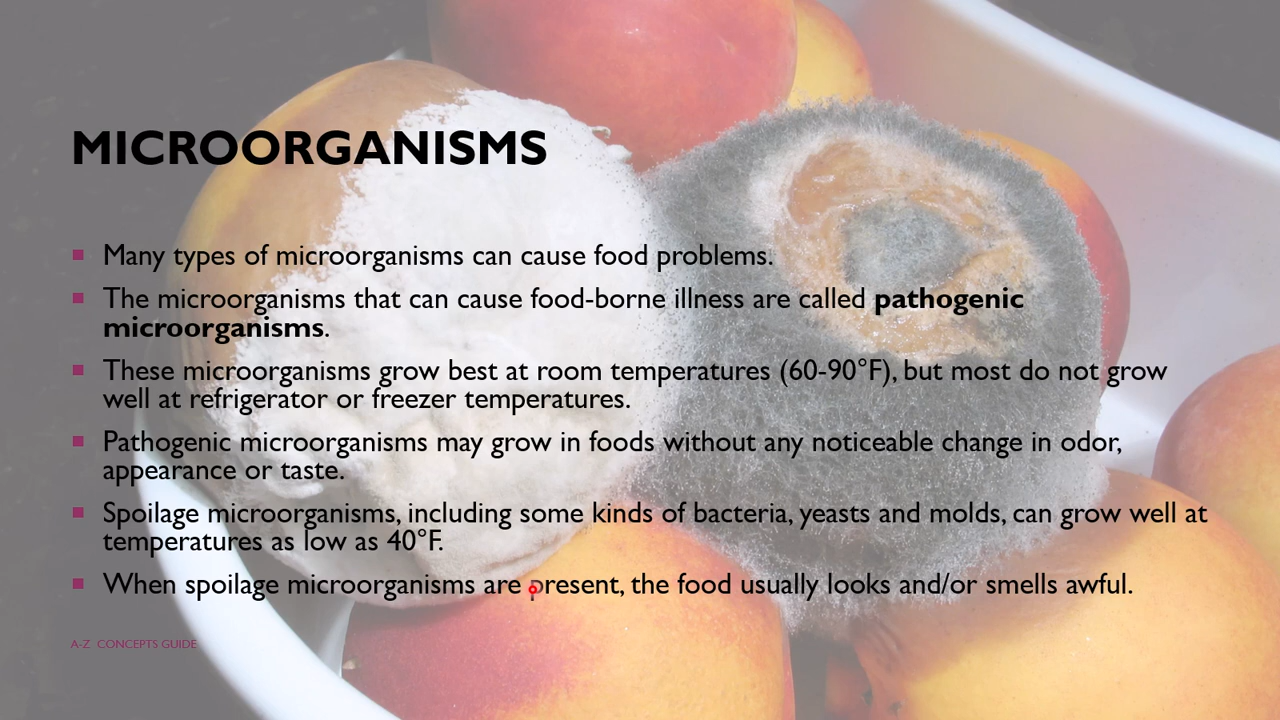 MICROORGANISMS
Many types of microorganisms can cause food problems.
The microorganisms that can cause food-borne illness are called pathogenic
microorganisms.
These microorganisms grow best at room temperatures (60-90°F), but most do not grow
well at refrigerator or freezer temperatures.
Pathogenic microorganisms may grow in foods without any noticeable change in odor,
appearance or taste.
Spoilage microorganisms, including some kinds of bacteria, yeasts and molds, can grow well at
temperatures as low as 40°F.
When spoilage microorganisms are present, the food usually looks and/or smells awful.
A-Z CONCEPTS GUIDE